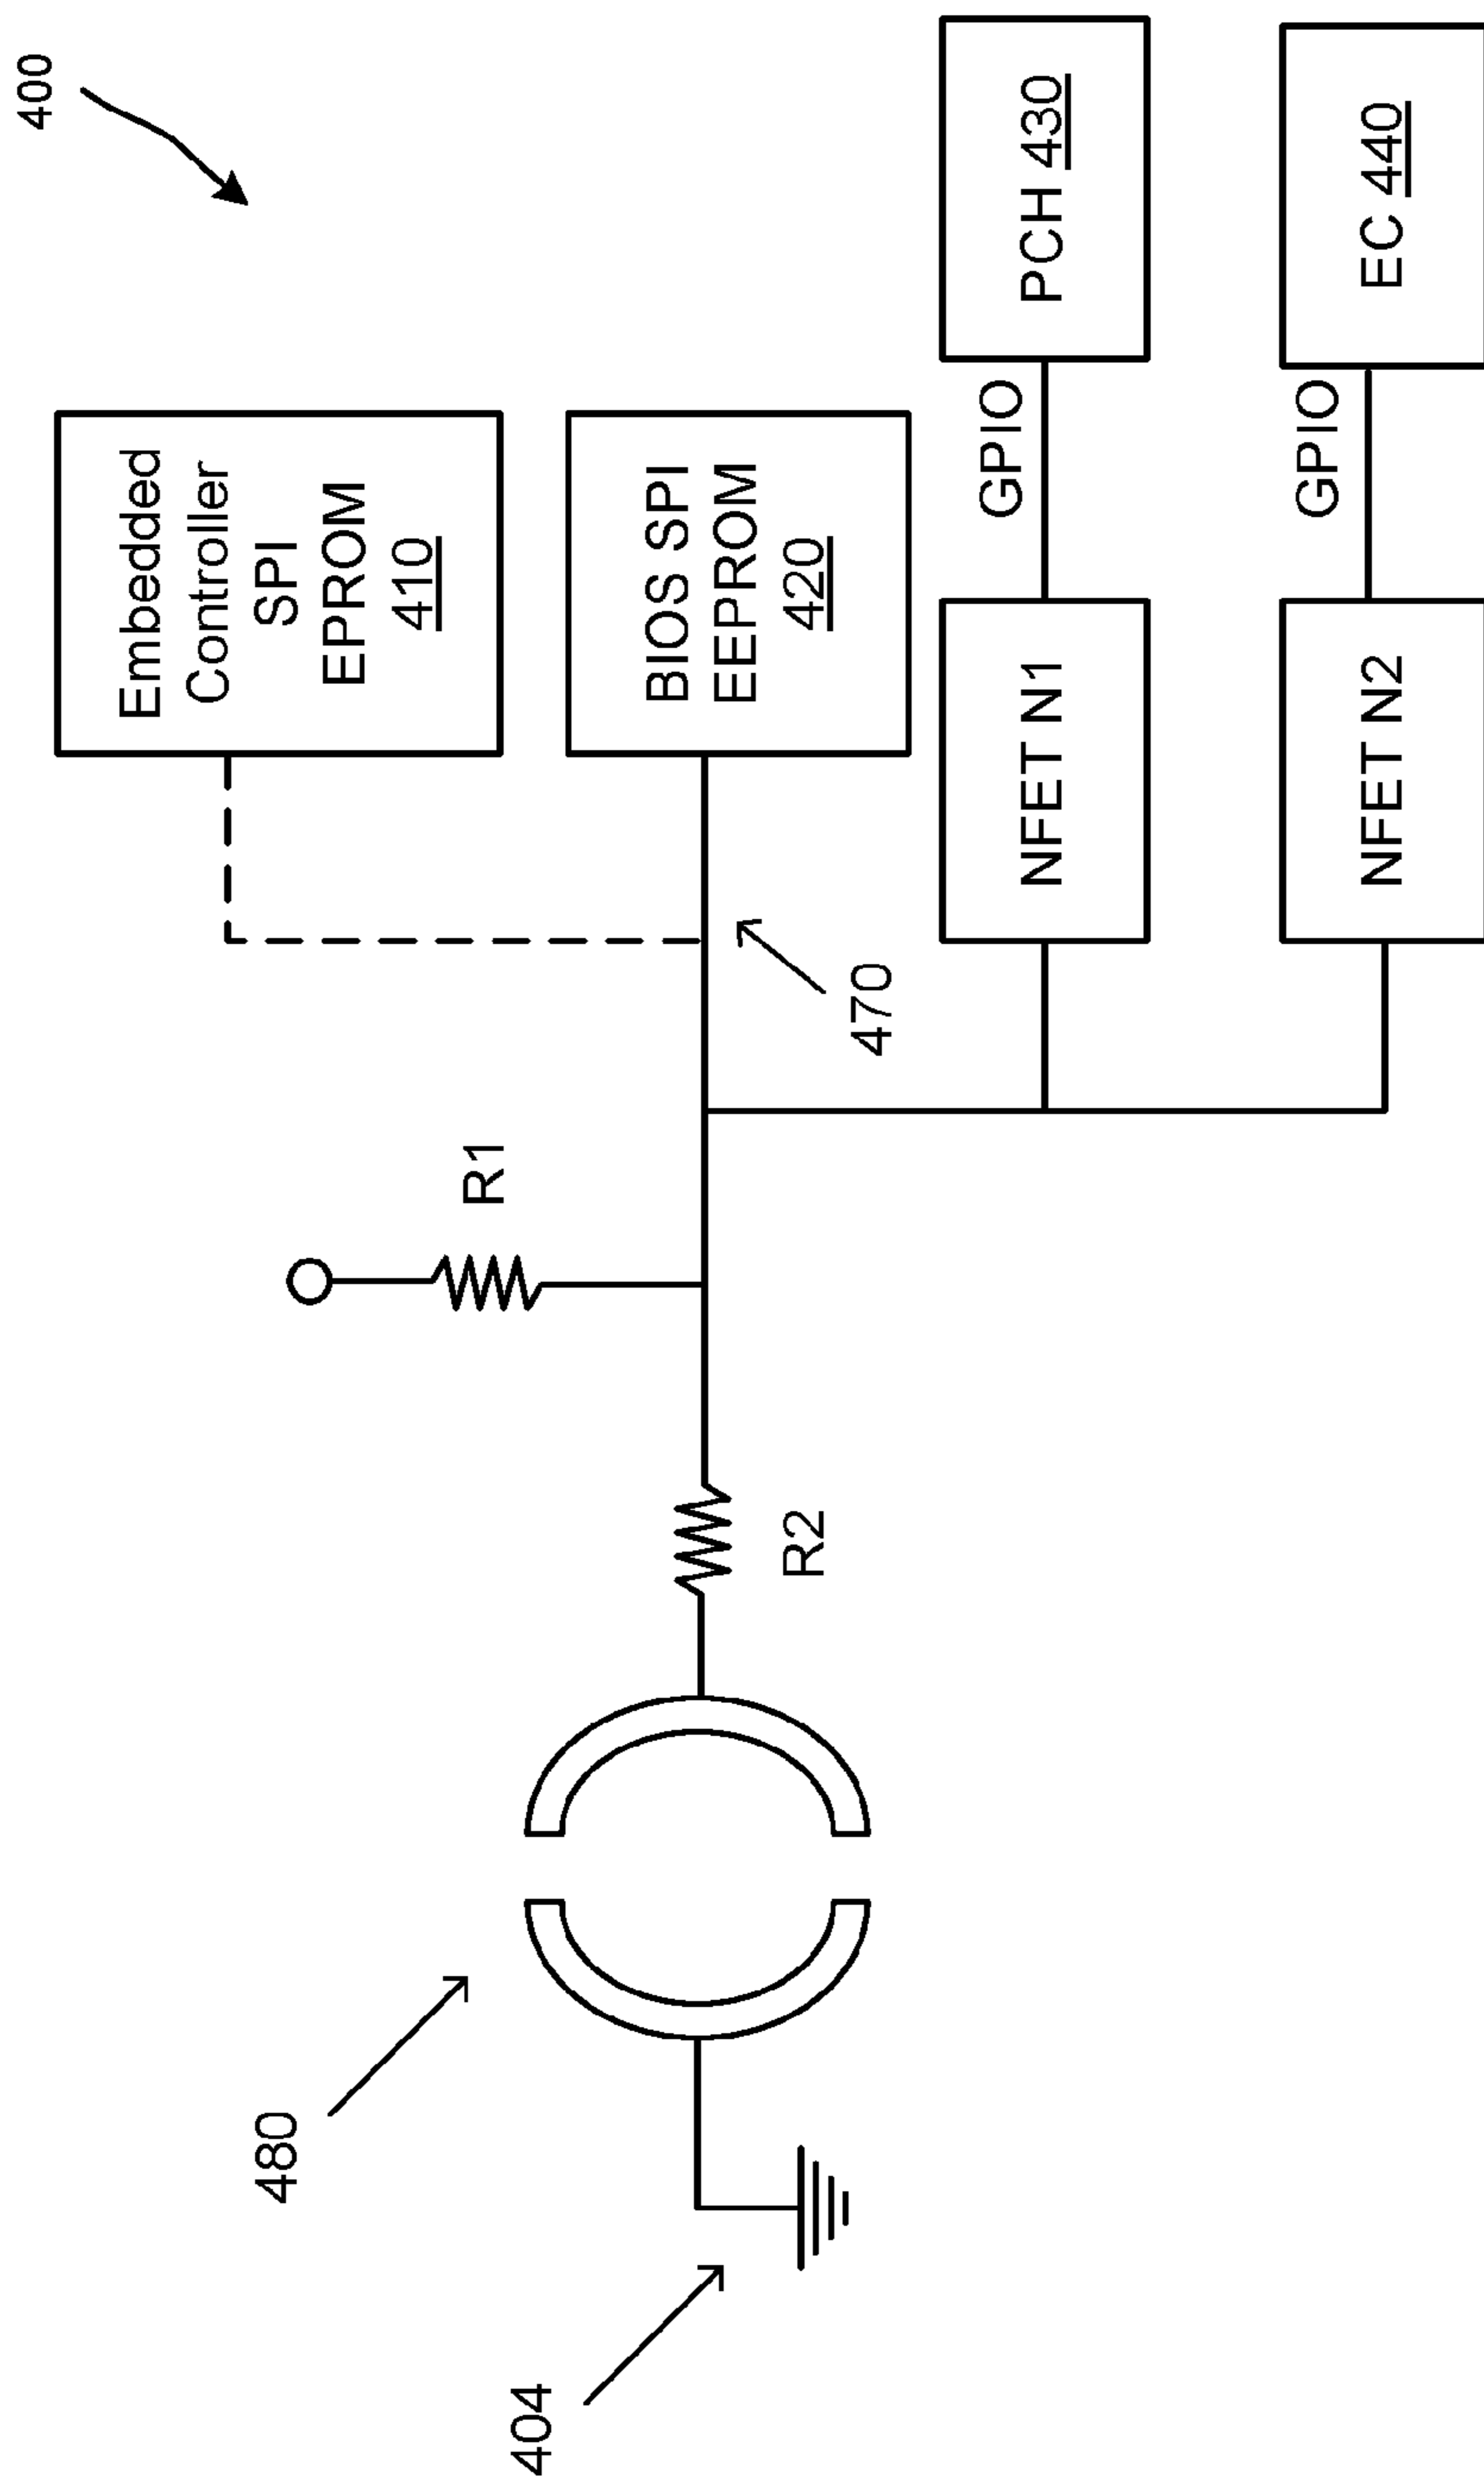 400
Embedded
Controller
SPI
EPROM
410
BIOS SPI
EEPROM
420
R1
470
R2
480
404
NFET N1
GPIO
PCH 430
NFET N2
GPIO
EC 440